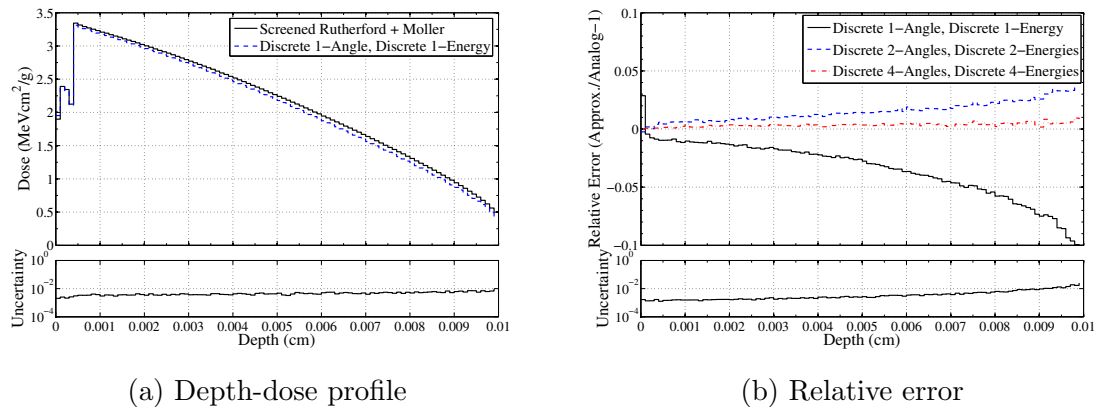 3.5
3
2.5
2
1.5
1
0.5
0
Dose (MeVcm²/g)
Screened Rutherford + Moller
Discrete 1−Angle, Discrete 1−Energy
10⁰
10⁻²
10⁻⁴
Uncertainty
0 0.001 0.002 0.003 0.004 0.005 0.006 0.007 0.008 0.009 0.01
Depth (cm)
(a) Depth-dose profile
0.1
0.05
0
−0.05
−0.1
Relative Error (Approx./Analog−1)
Discrete 1−Angle, Discrete 1−Energy
Discrete 2−Angles, Discrete 2−Energies
Discrete 4−Angles, Discrete 4−Energies
10⁰
10⁻²
10⁻⁴
Uncertainty
0 0.001 0.002 0.003 0.004 0.005 0.006 0.007 0.008 0.009 0.01
Depth (cm)
(b) Relative error